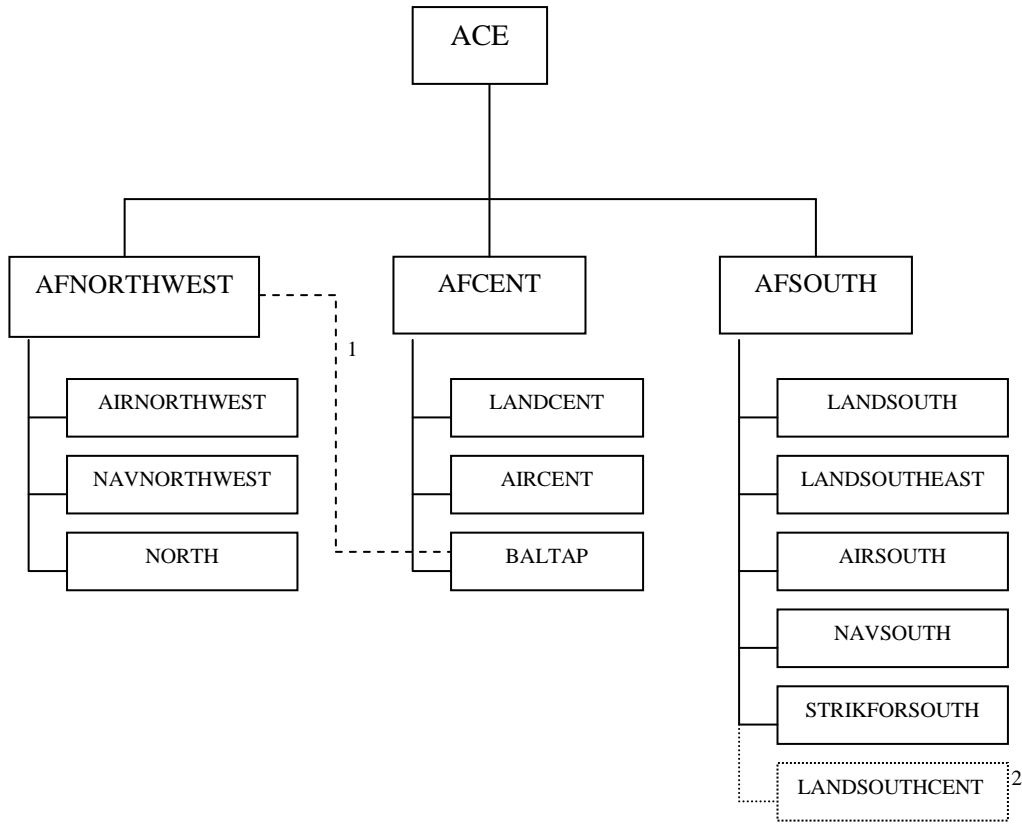 ACE
AFNORTHWEST
AFCENT
AFSOUTH
1
AIRNORTHWEST
LANDCENT
LANDSOUTH
NAVNORTHWEST
AIRCENT
LANDSOUTHEAST
NORTH
BALTAP
AIRSOUTH
NAVSOUTH
STRIKFORSOUTH
LANDSOUTHCENT
2